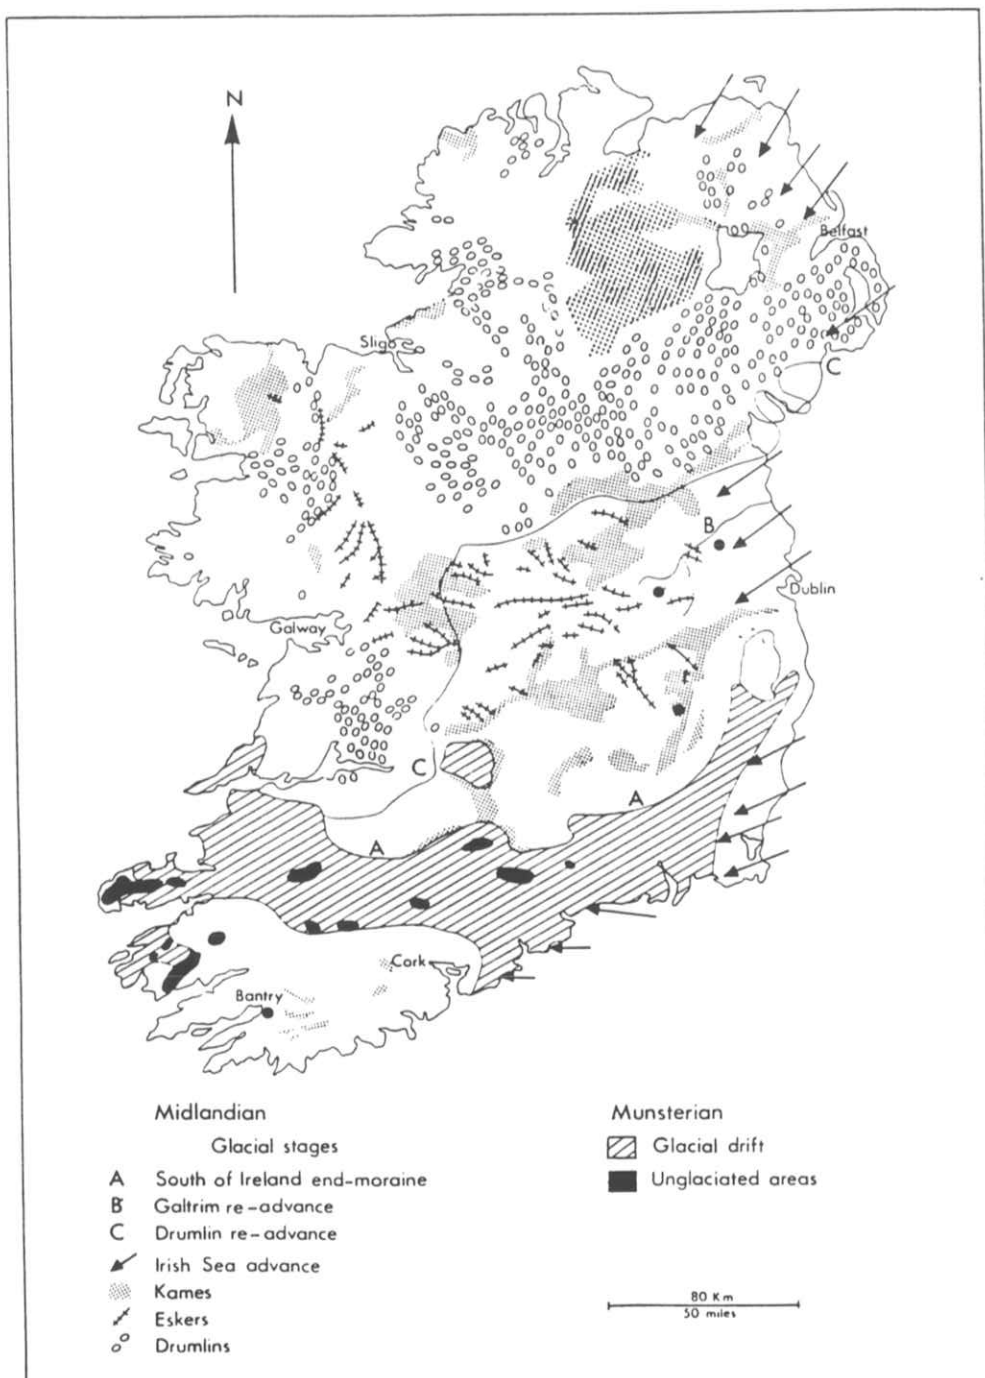 N
Belfast
Sligo
C
B
Dublin
Galway
C
A
A
Cork
Bantry
Midlandian
Glacial stages
A South of Ireland end-moraine
B Galtrim re-advance
C Drumlin re-advance
Irish Sea advance
Kames
Eskers
Drumlins
Munsterian
Glacial drift
Unglaciated areas
80 Km
50 miles